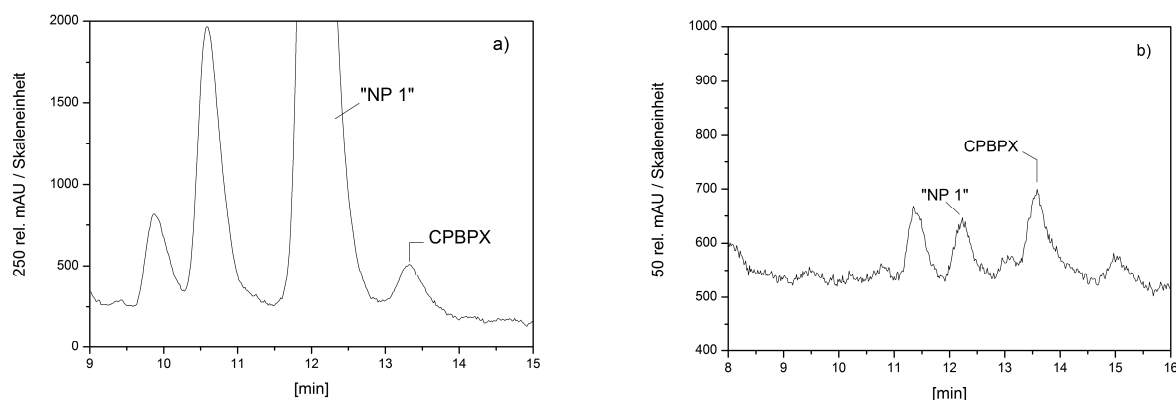 a)
2000
1500
1000
500
0
250 rel. mAU / Skaleneinheit
"NP 1"
CPBPX
9 10 11 12 13 14 15
[min]
b)
1000
900
800
700
600
500
400
50 rel. mAU / Skaleneinheit
CPBPX
"NP 1"
8 9 10 11 12 13 14 15 16
[min]